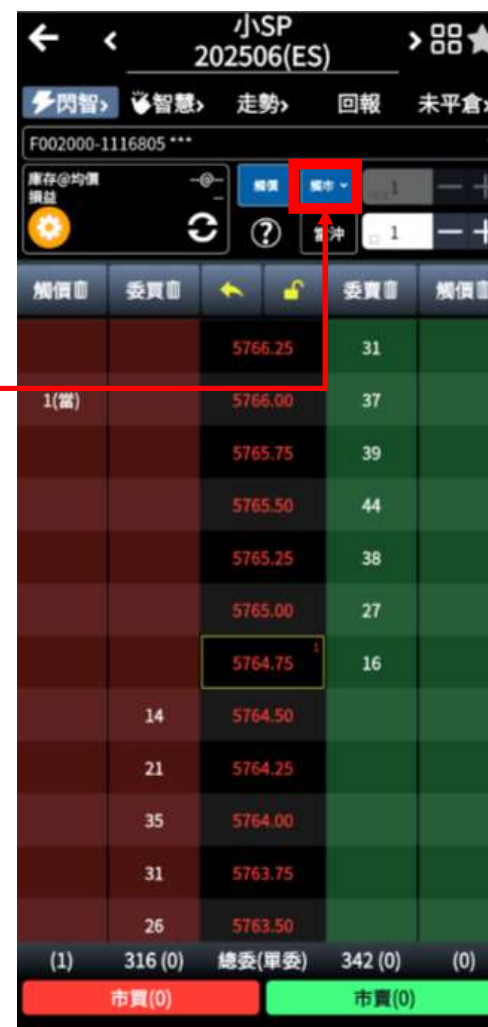 小SP
202506(ES)
閃智› 智慧› 走勢› 回報 未平倉›
F002000-1116805 ***
庫存@均價 --@--
損益 --
觸價 觸市 1
當沖 1
觸價 委買 委賣 觸價
5766.25 31
1(當) 5766.00 37
5765.75 39
5765.50 44
5765.25 38
5765.00 27
5764.75 1 16
14 5764.50
21 5764.25
35 5764.00
31 5763.75
26 5763.50
(1) 316 (0) 總委(單委) 342 (0) (0)
市買(0) 市賣(0)